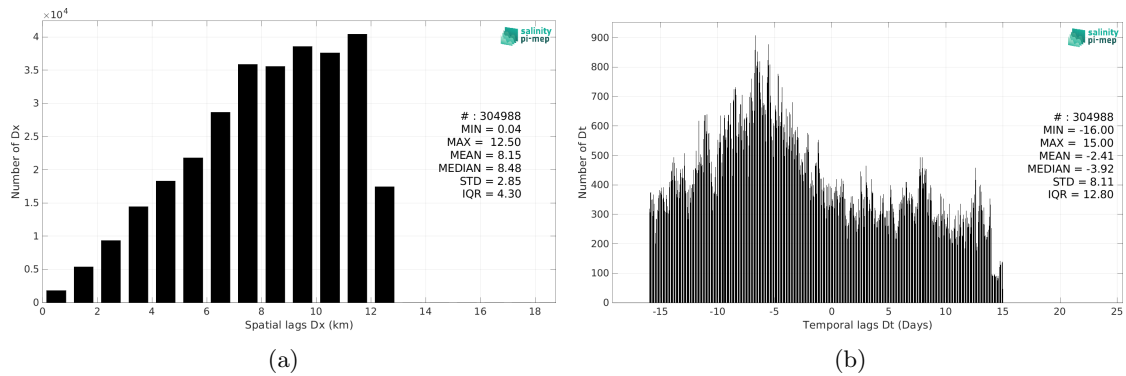 ×10⁴
4
3.5
3
2.5
2
1.5
1
0.5
0
Number of Dx
0 2 4 6 8 10 12 14 16 18
Spatial lags Dx (km)
salinity
pi-mep
# : 304988
MIN = 0.04
MAX = 12.50
MEAN = 8.15
MEDIAN = 8.48
STD = 2.85
IQR = 4.30
(a)
900
800
700
600
500
400
300
200
100
0
Number of Dt
-15 -10 -5 0 5 10 15 20 25
Temporal lags Dt (Days)
salinity
pi-mep
# : 304988
MIN = -16.00
MAX = 15.00
MEAN = -2.41
MEDIAN = -3.92
STD = 8.11
IQR = 12.80
(b)